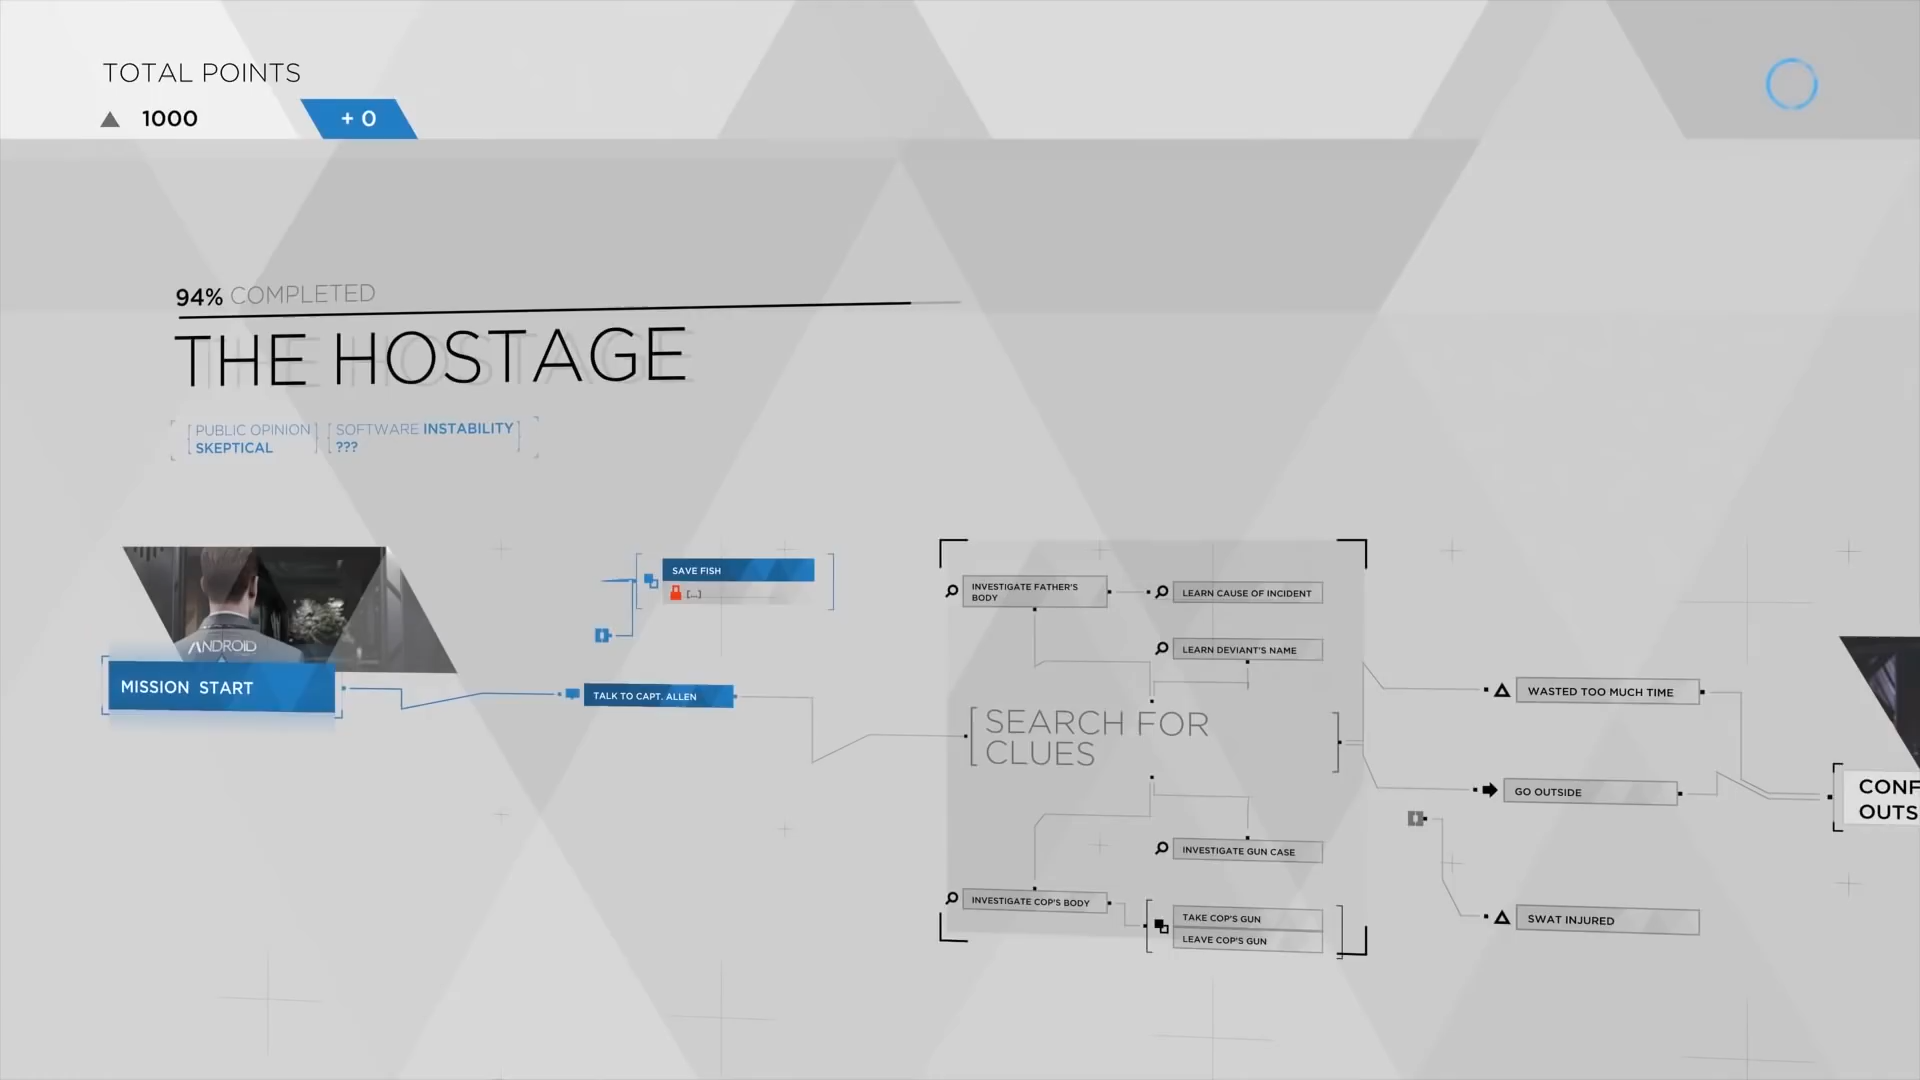 TOTAL POINTS
1000
+ 0
94% COMPLETED
THE HOSTAGE
PUBLIC OPINION
SKEPTICAL
SOFTWARE INSTABILITY
???
ANDROID
MISSION START
SAVE FISH
[...]
TALK TO CAPT. ALLEN
INVESTIGATE FATHER'S
BODY
LEARN CAUSE OF INCIDENT
LEARN DEVIANT'S NAME
SEARCH FOR
CLUES
INVESTIGATE GUN CASE
INVESTIGATE COP'S BODY
TAKE COP'S GUN
LEAVE COP'S GUN
WASTED TOO MUCH TIME
GO OUTSIDE
SWAT INJURED
CONF
OUTS